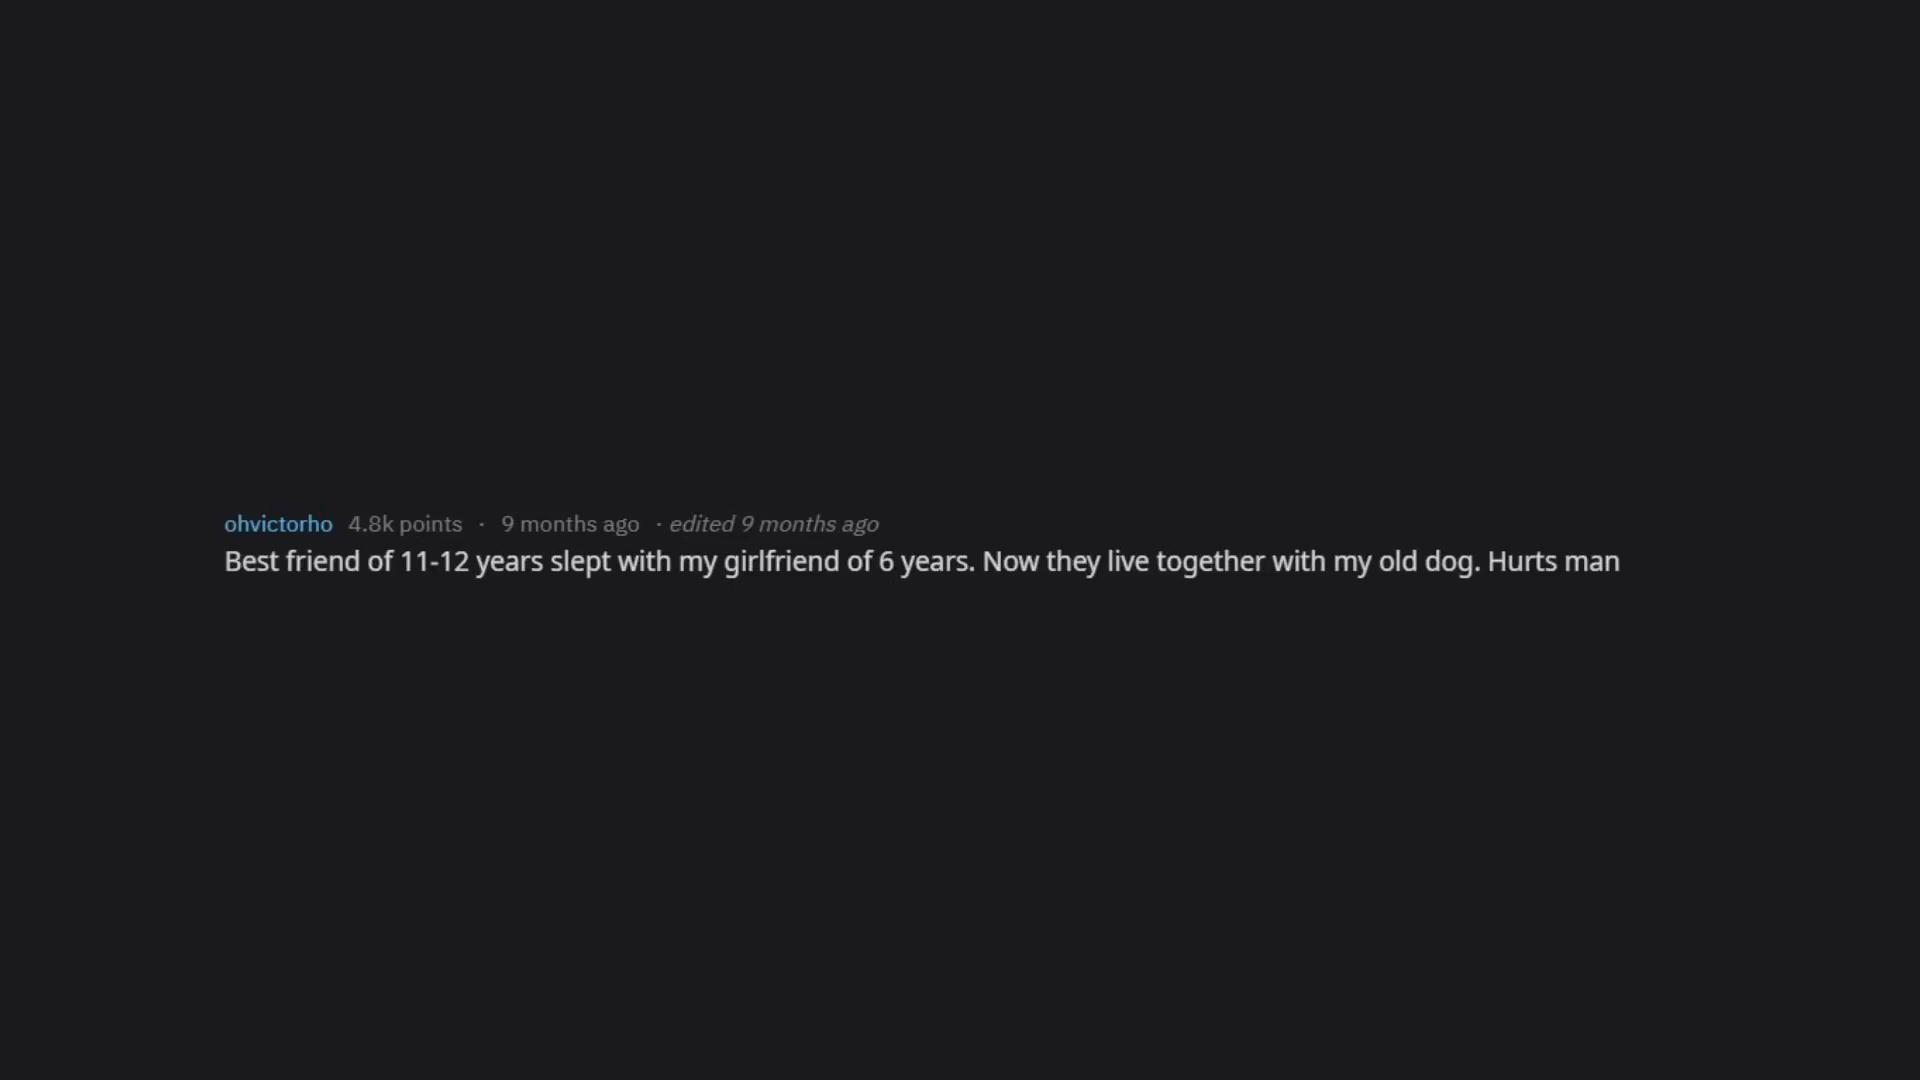 ohvictorho 4.8k points · 9 months ago · edited 9 months ago
Best friend of 11-12 years slept with my girlfriend of 6 years. Now they live together with my old dog. Hurts man